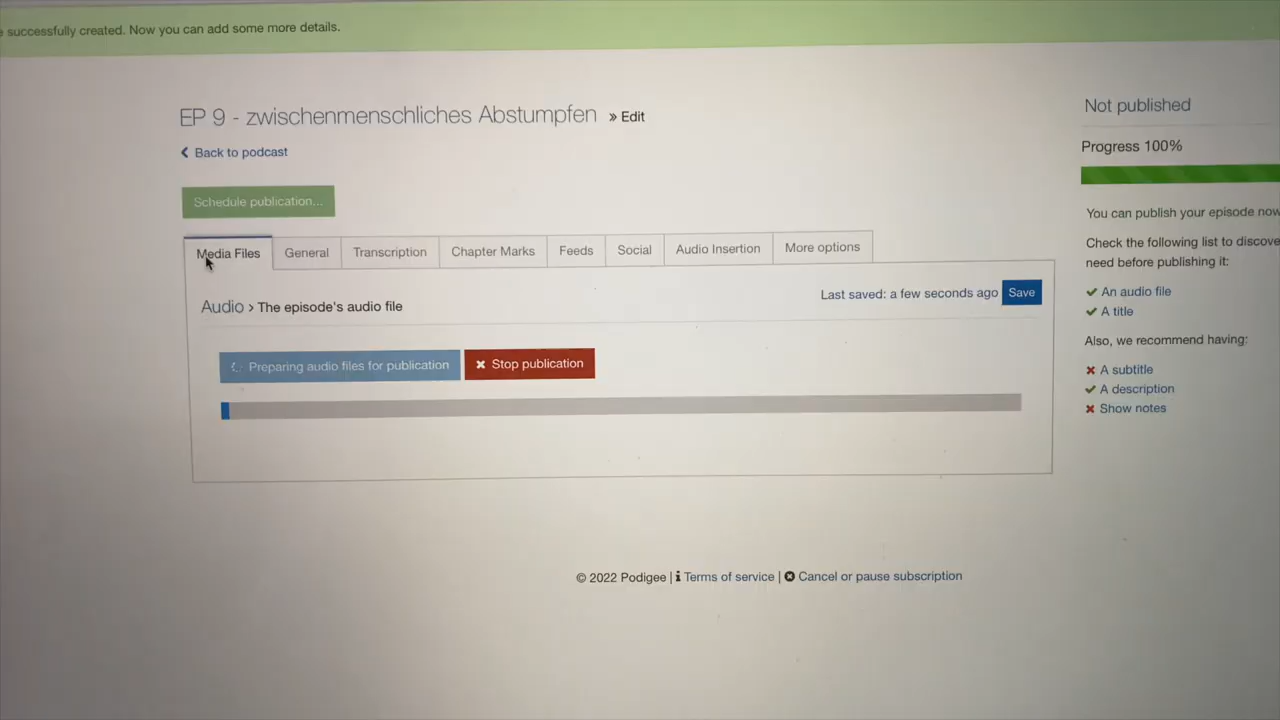 successfully created. Now you can add some more details.
EP 9 - zwischenmenschliches Abstumpfen » Edit
Back to podcast
Schedule publication...
Media Files
General
Transcription
Chapter Marks
Feeds
Social
Audio Insertion
More options
Audio > The episode's audio file
Last saved: a few seconds ago
Save
Preparing audio files for publication
Stop publication
Not published
Progress 100%
You can publish your episode now
Check the following list to discove
need before publishing it:
An audio file
A title
Also, we recommend having:
A subtitle
A description
Show notes
© 2022 Podigee | Terms of service | Cancel or pause subscription